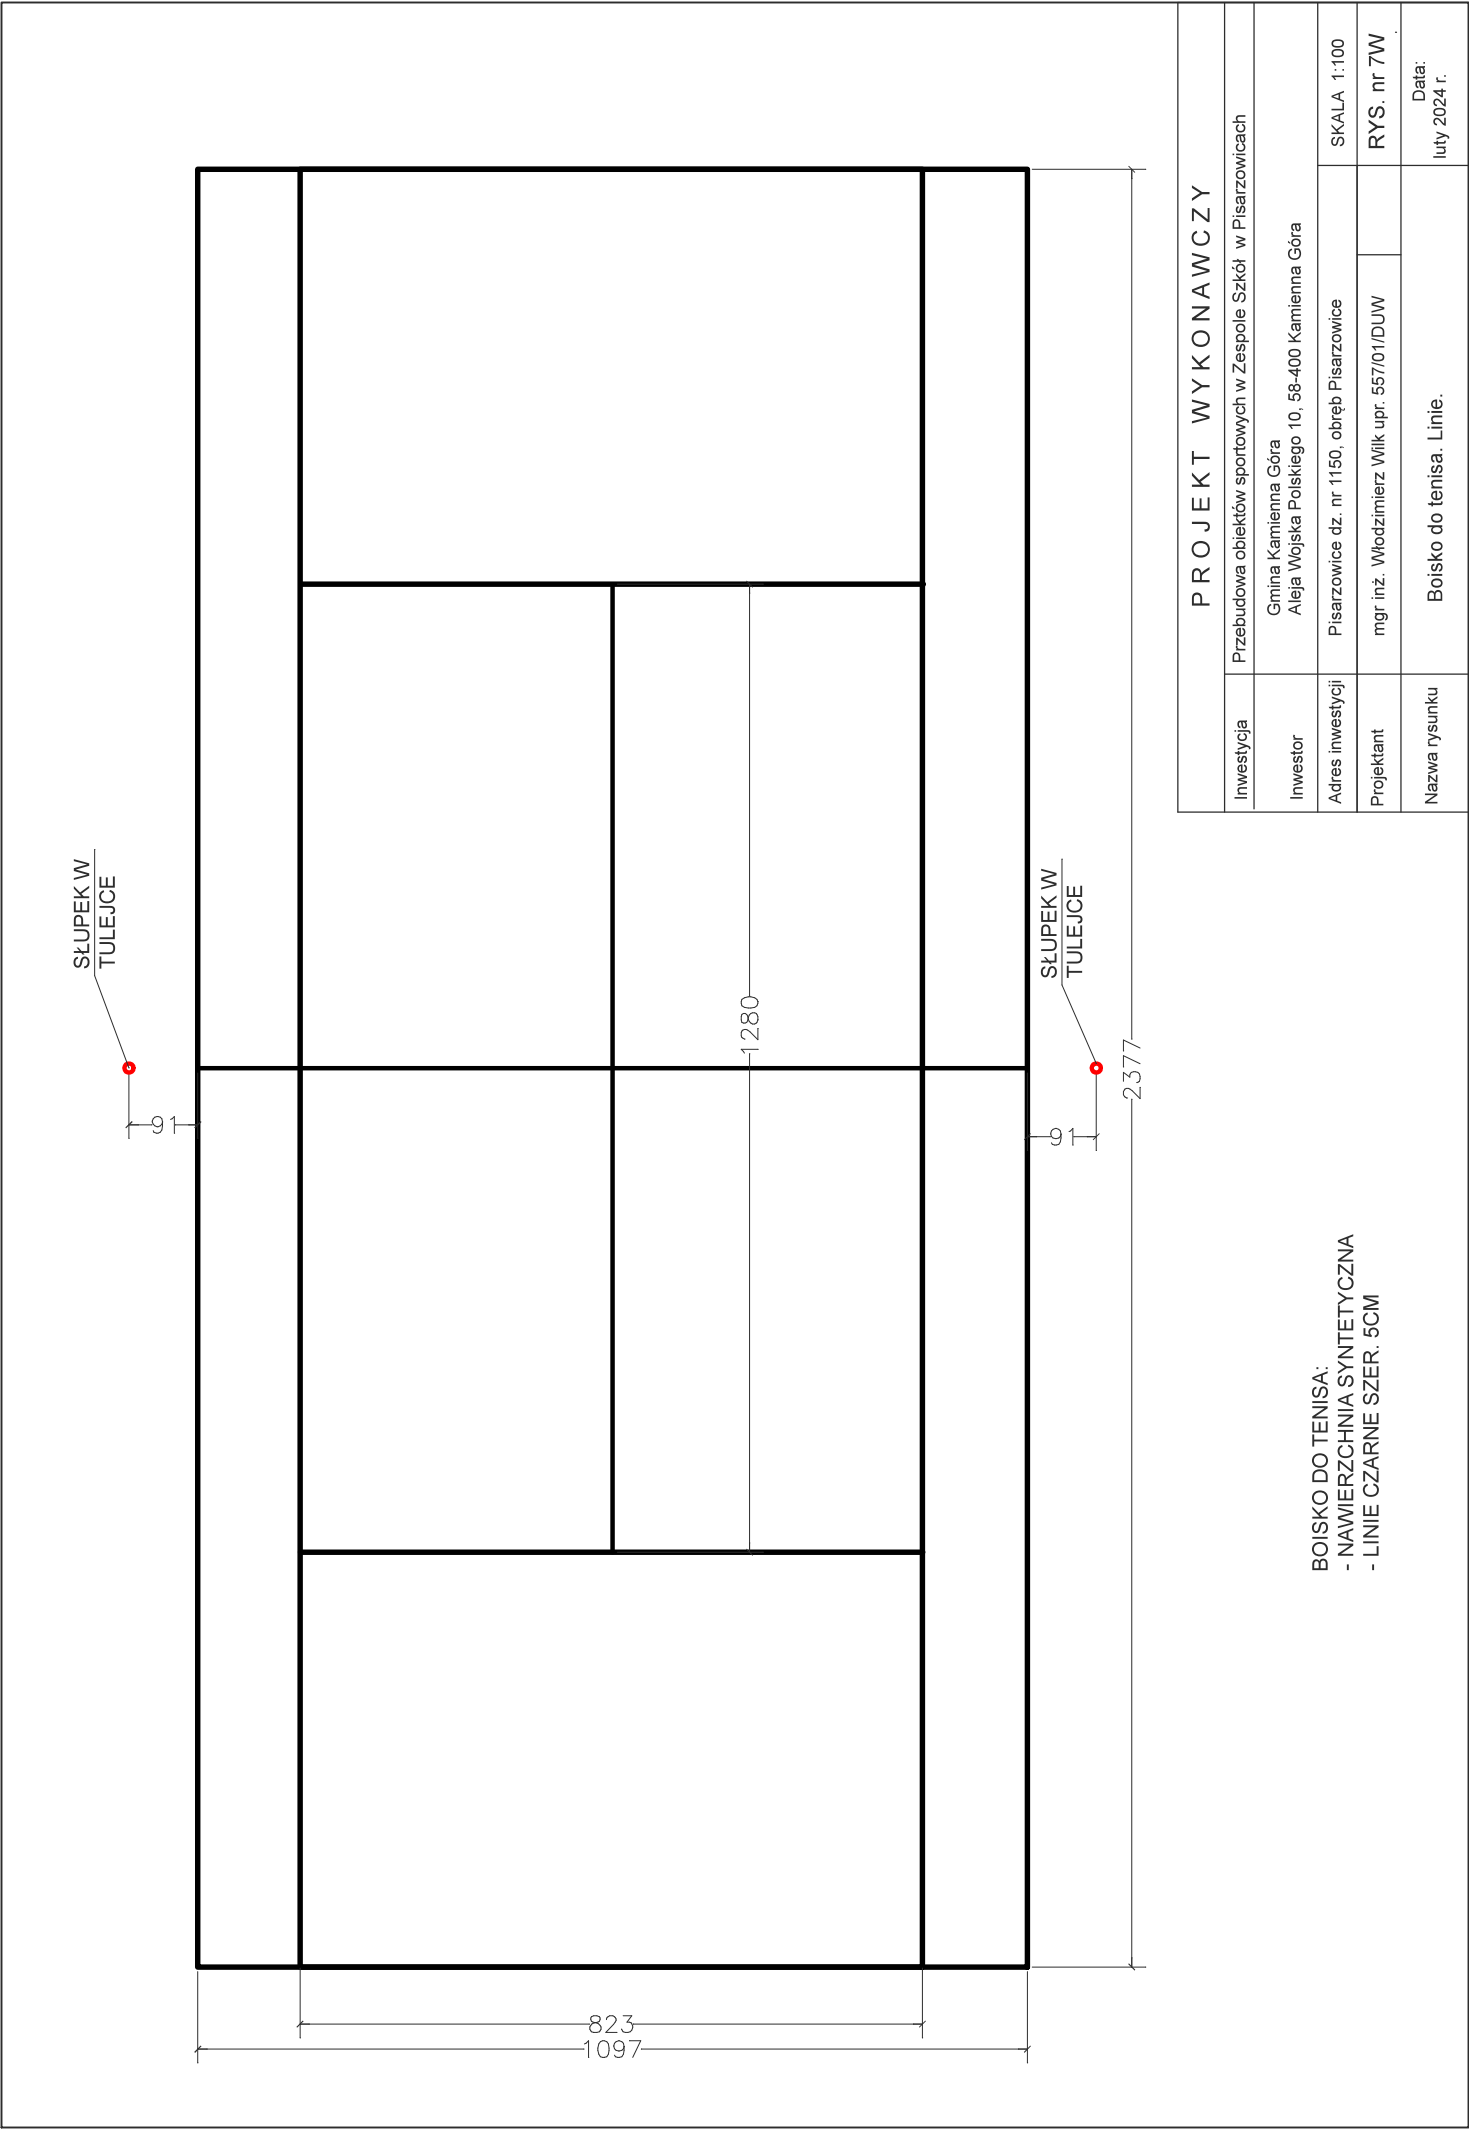 SŁUPEK W
TULEJCE
91
SŁUPEK W
TULEJCE
91
1280
2377
823
1097
BOISKO DO TENISA:
- NAWIERZCHNIA SYNTETYCZNA
- LINIE CZARNE SZER. 5CM
PROJEKT WYKONAWCZY
Inwestycja Przebudowa obiektów sportowych w Zespole Szkół w Pisarzowicach
Inwestor Gmina Kamienna Góra
Aleja Wojska Polskiego 10, 58-400 Kamienna Góra
Adres inwestycji Pisarzowice dz. nr 1150, obręb Pisarzowice SKALA 1:100
Projektant mgr inż. Włodzimierz Wilk upr. 557/01/DUW RYS. nr 7W
Nazwa rysunku Boisko do tenisa. Linie. Data:
luty 2024 r.